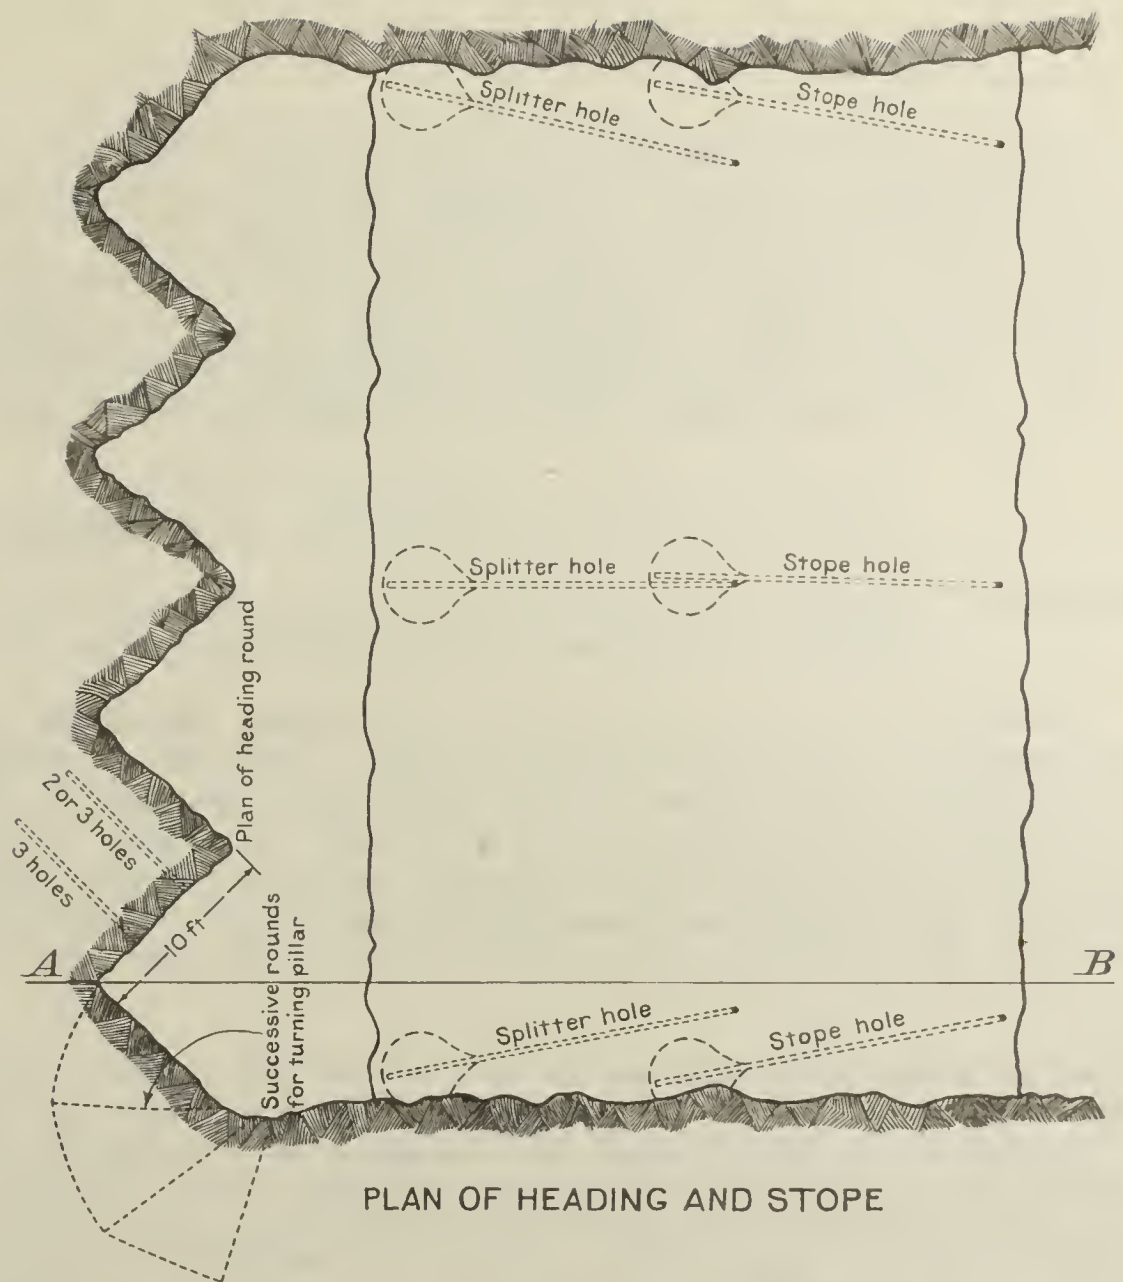 Splitter hole
Stope hole
Splitter hole
Stope hole
Plan of heading round
2 or 3 holes
3 holes
10 ft
A
B
Successive rounds
for turning pillar
Splitter hole
Stope hole
PLAN OF HEADING AND STOPE